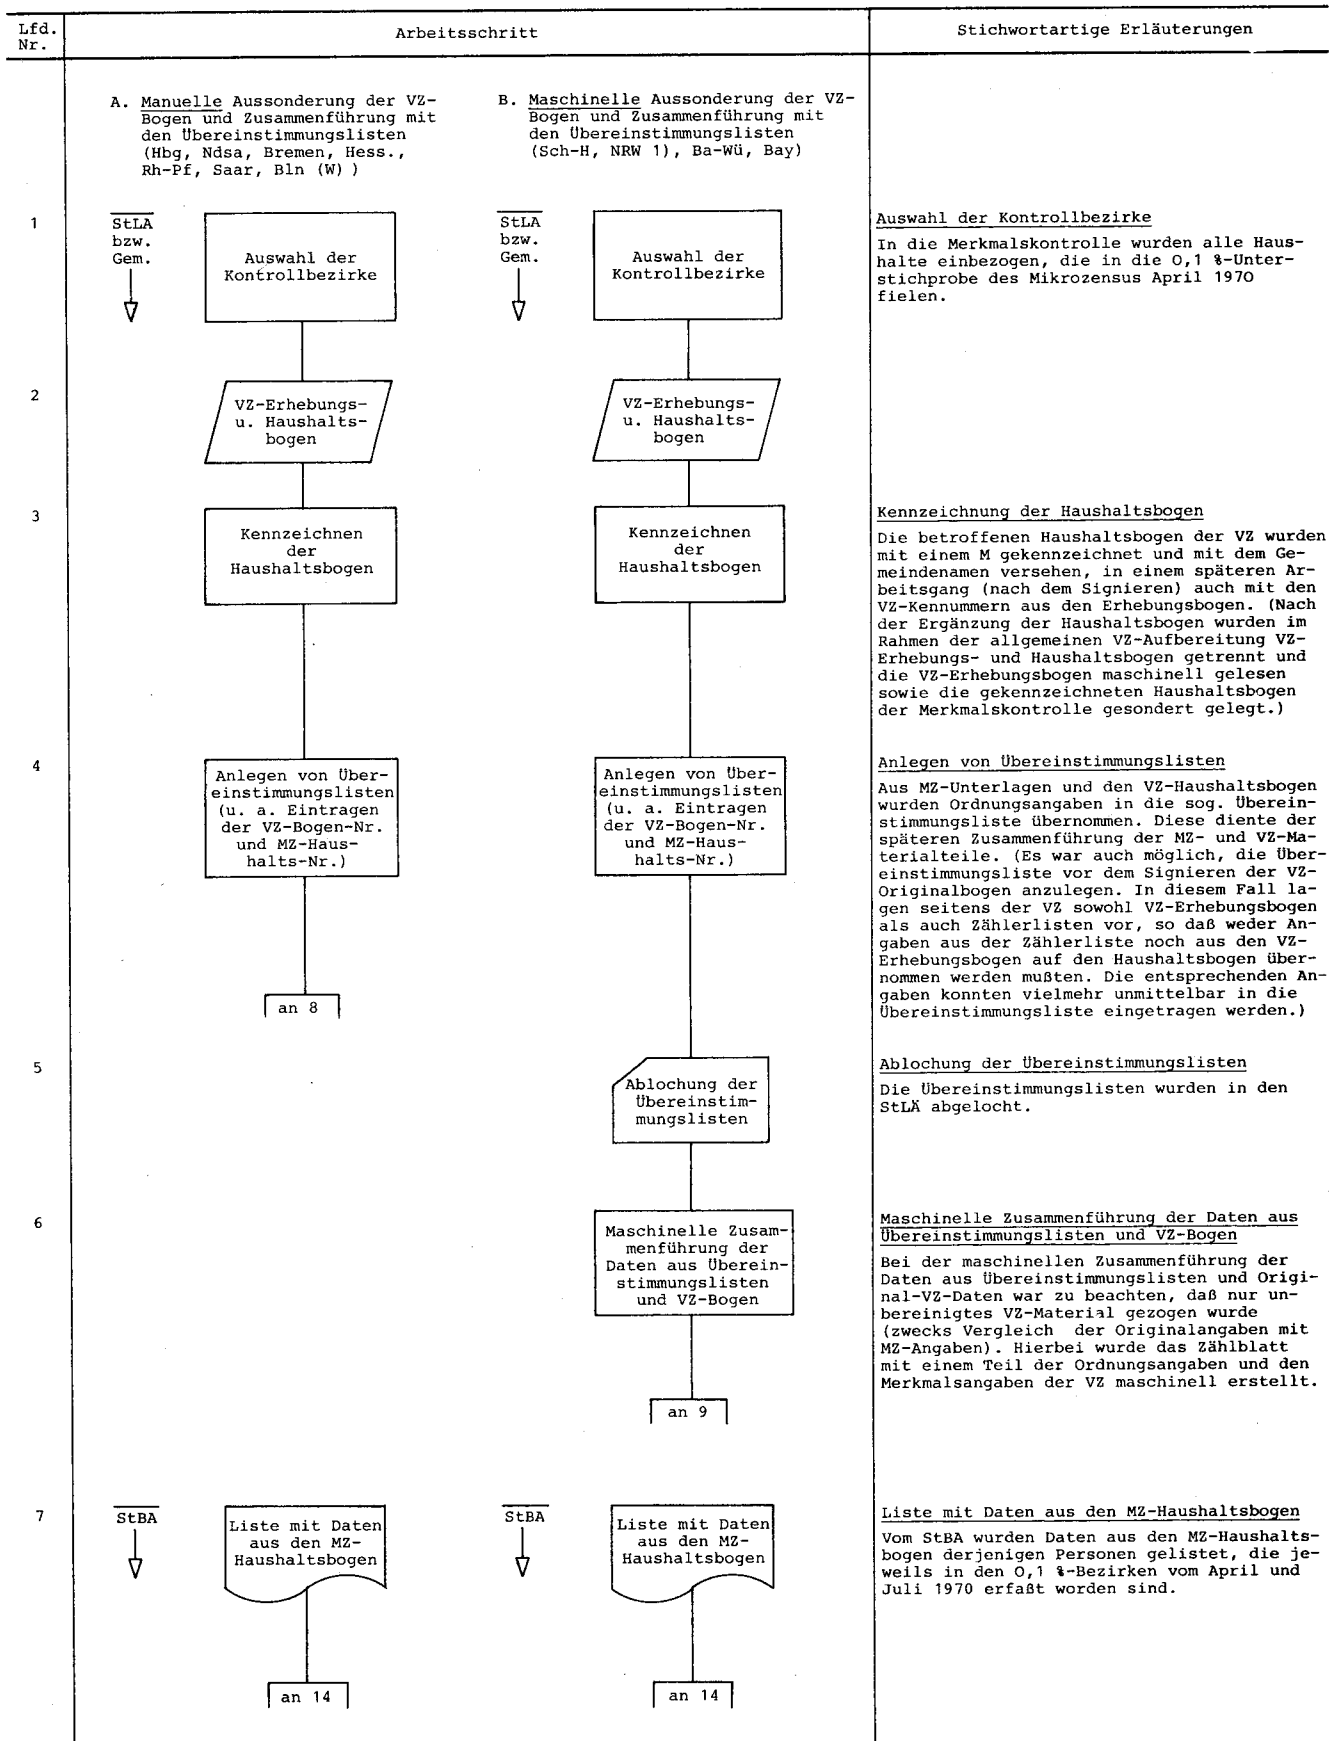 Lfd.
Nr.
Arbeitsschritt
Stichwortartige Erläuterungen
A. Manuelle Aussonderung der VZ-
Bogen und Zusammenführung mit
den Übereinstimmungslisten
(Hbg, Ndsa, Bremen, Hess.,
Rh-Pf, Saar, Bln (W) )
B. Maschinelle Aussonderung der VZ-
Bogen und Zusammenführung mit
den Übereinstimmungslisten
(Sch-H, NRW 1), Ba-Wü, Bay)
1
StLA
bzw.
Gem.
Auswahl der
Kontrollbezirke
StLA
bzw.
Gem.
Auswahl der
Kontrollbezirke
Auswahl der Kontrollbezirke
In die Merkmalskontrolle wurden alle Haus-
halte einbezogen, die in die 0,1 %-Unter-
stichprobe des Mikrozensus April 1970
fielen.
2
VZ-Erhebungs-
u. Haushalts-
bogen
VZ-Erhebungs-
u. Haushalts-
bogen
3
Kennzeichnen
der
Haushaltsbogen
Kennzeichnen
der
Haushaltsbogen
Kennzeichnung der Haushaltsbogen
Die betroffenen Haushaltsbogen der VZ wurden
mit einem M gekennzeichnet und mit dem Ge-
meindenamen versehen, in einem späteren Ar-
beitsgang (nach dem Signieren) auch mit den
VZ-Kennummern aus den Erhebungsbogen. (Nach
der Ergänzung der Haushaltsbogen wurden im
Rahmen der allgemeinen VZ-Aufbereitung VZ-
Erhebungs- und Haushaltsbogen getrennt und
die VZ-Erhebungsbogen maschinell gelesen
sowie die gekennzeichneten Haushaltsbogen
der Merkmalskontrolle gesondert gelegt.)
4
Anlegen von Über-
einstimmungslisten
(u. a. Eintragen
der VZ-Bogen-Nr.
und MZ-Haus-
halts-Nr.)
Anlegen von Über-
einstimmungslisten
(u. a. Eintragen
der VZ-Bogen-Nr.
und MZ-Haus-
halts-Nr.)
Anlegen von Übereinstimmungslisten
Aus MZ-Unterlagen und den VZ-Haushaltsbogen
wurden Ordnungsangaben in die sog. Überein-
stimmungsliste übernommen. Diese diente der
späteren Zusammenführung der MZ- und VZ-Ma-
terialteile. (Es war auch möglich, die Über-
einstimmungsliste vor dem Signieren der VZ-
Originalbogen anzulegen. In diesem Fall la-
gen seitens der VZ sowohl VZ-Erhebungsbogen
als auch Zählerlisten vor, so daß weder An-
gaben aus der Zählerliste noch aus den VZ-
Erhebungsbogen auf den Haushaltsbogen über-
nommen werden mußten. Die entsprechenden An-
gaben konnten vielmehr unmittelbar in die
Übereinstimmungsliste eingetragen werden.)
an 8
5
Ablochung der
Übereinstim-
mungslisten
Ablochung der Übereinstimmungslisten
Die Übereinstimmungslisten wurden in den
StLÄ abgelocht.
6
Maschinelle Zusam-
menführung der
Daten aus Überein-
stimmungslisten
und VZ-Bogen
Maschinelle Zusammenführung der Daten aus
Übereinstimmungslisten und VZ-Bogen
Bei der maschinellen Zusammenführung der
Daten aus Übereinstimmungslisten und Origi-
nal-VZ-Daten war zu beachten, daß nur un-
bereinigtes VZ-Material gezogen wurde
(zwecks Vergleich der Originalangaben mit
MZ-Angaben). Hierbei wurde das Zählblatt
mit einem Teil der Ordnungsangaben und den
Merkmalsangaben der VZ maschinell erstellt.
an 9
7
StBA
Liste mit Daten
aus den MZ-
Haushaltsbogen
StBA
Liste mit Daten
aus den MZ-
Haushaltsbogen
Liste mit Daten aus den MZ-Haushaltsbogen
Vom StBA wurden Daten aus den MZ-Haushalts-
bogen derjenigen Personen gelistet, die je-
weils in den 0,1 %-Bezirken vom April und
Juli 1970 erfaßt worden sind.
an 14
an 14